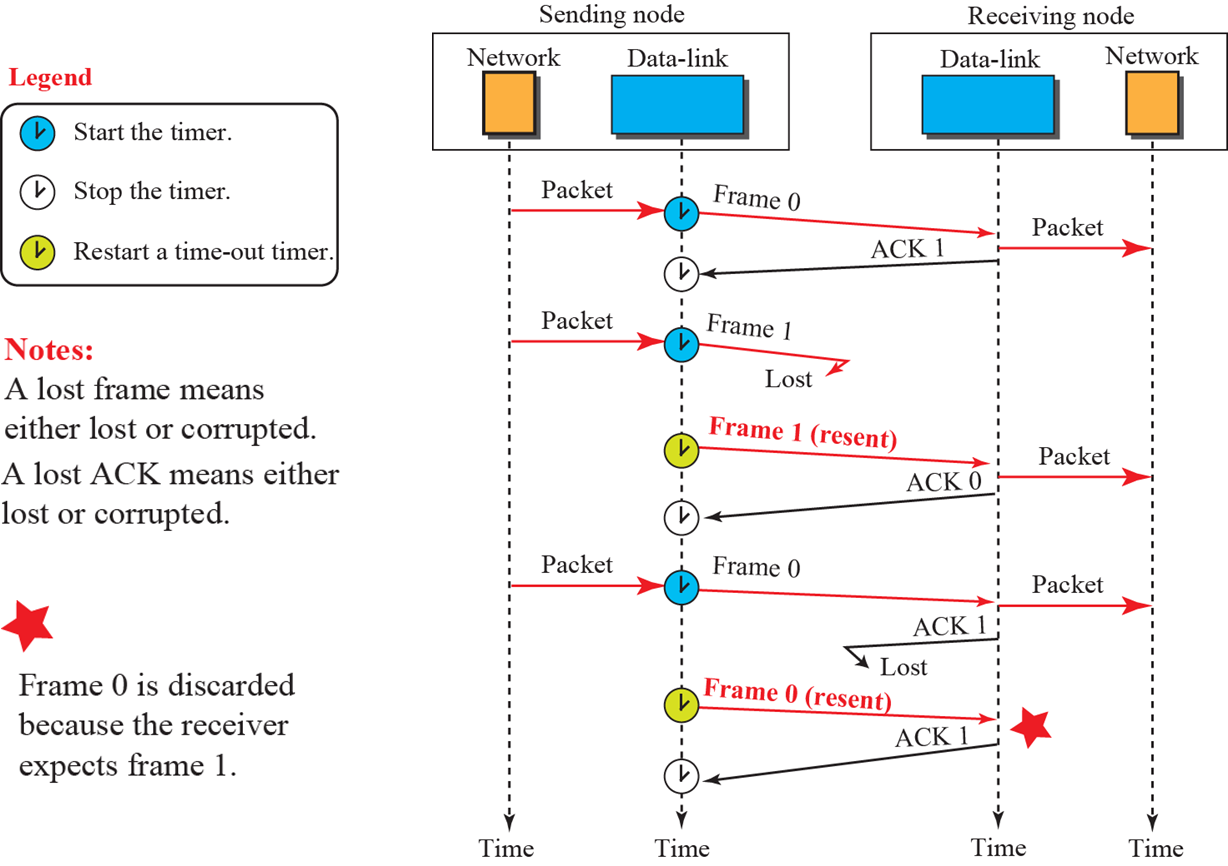 Sending node
Receiving node
Network
Data-link
Data-link
Network
Legend
Start the timer.
Stop the timer.
Restart a time-out timer.
Notes:
A lost frame means
either lost or corrupted.
A lost ACK means either
lost or corrupted.
Frame 0 is discarded
because the receiver
expects frame 1.
Packet
Frame 0
Packet
ACK 1
Packet
Frame 1
Lost
Frame 1 (resent)
Packet
ACK 0
Packet
Frame 0
Packet
ACK 1
Lost
Frame 0 (resent)
ACK 1
Time
Time
Time
Time